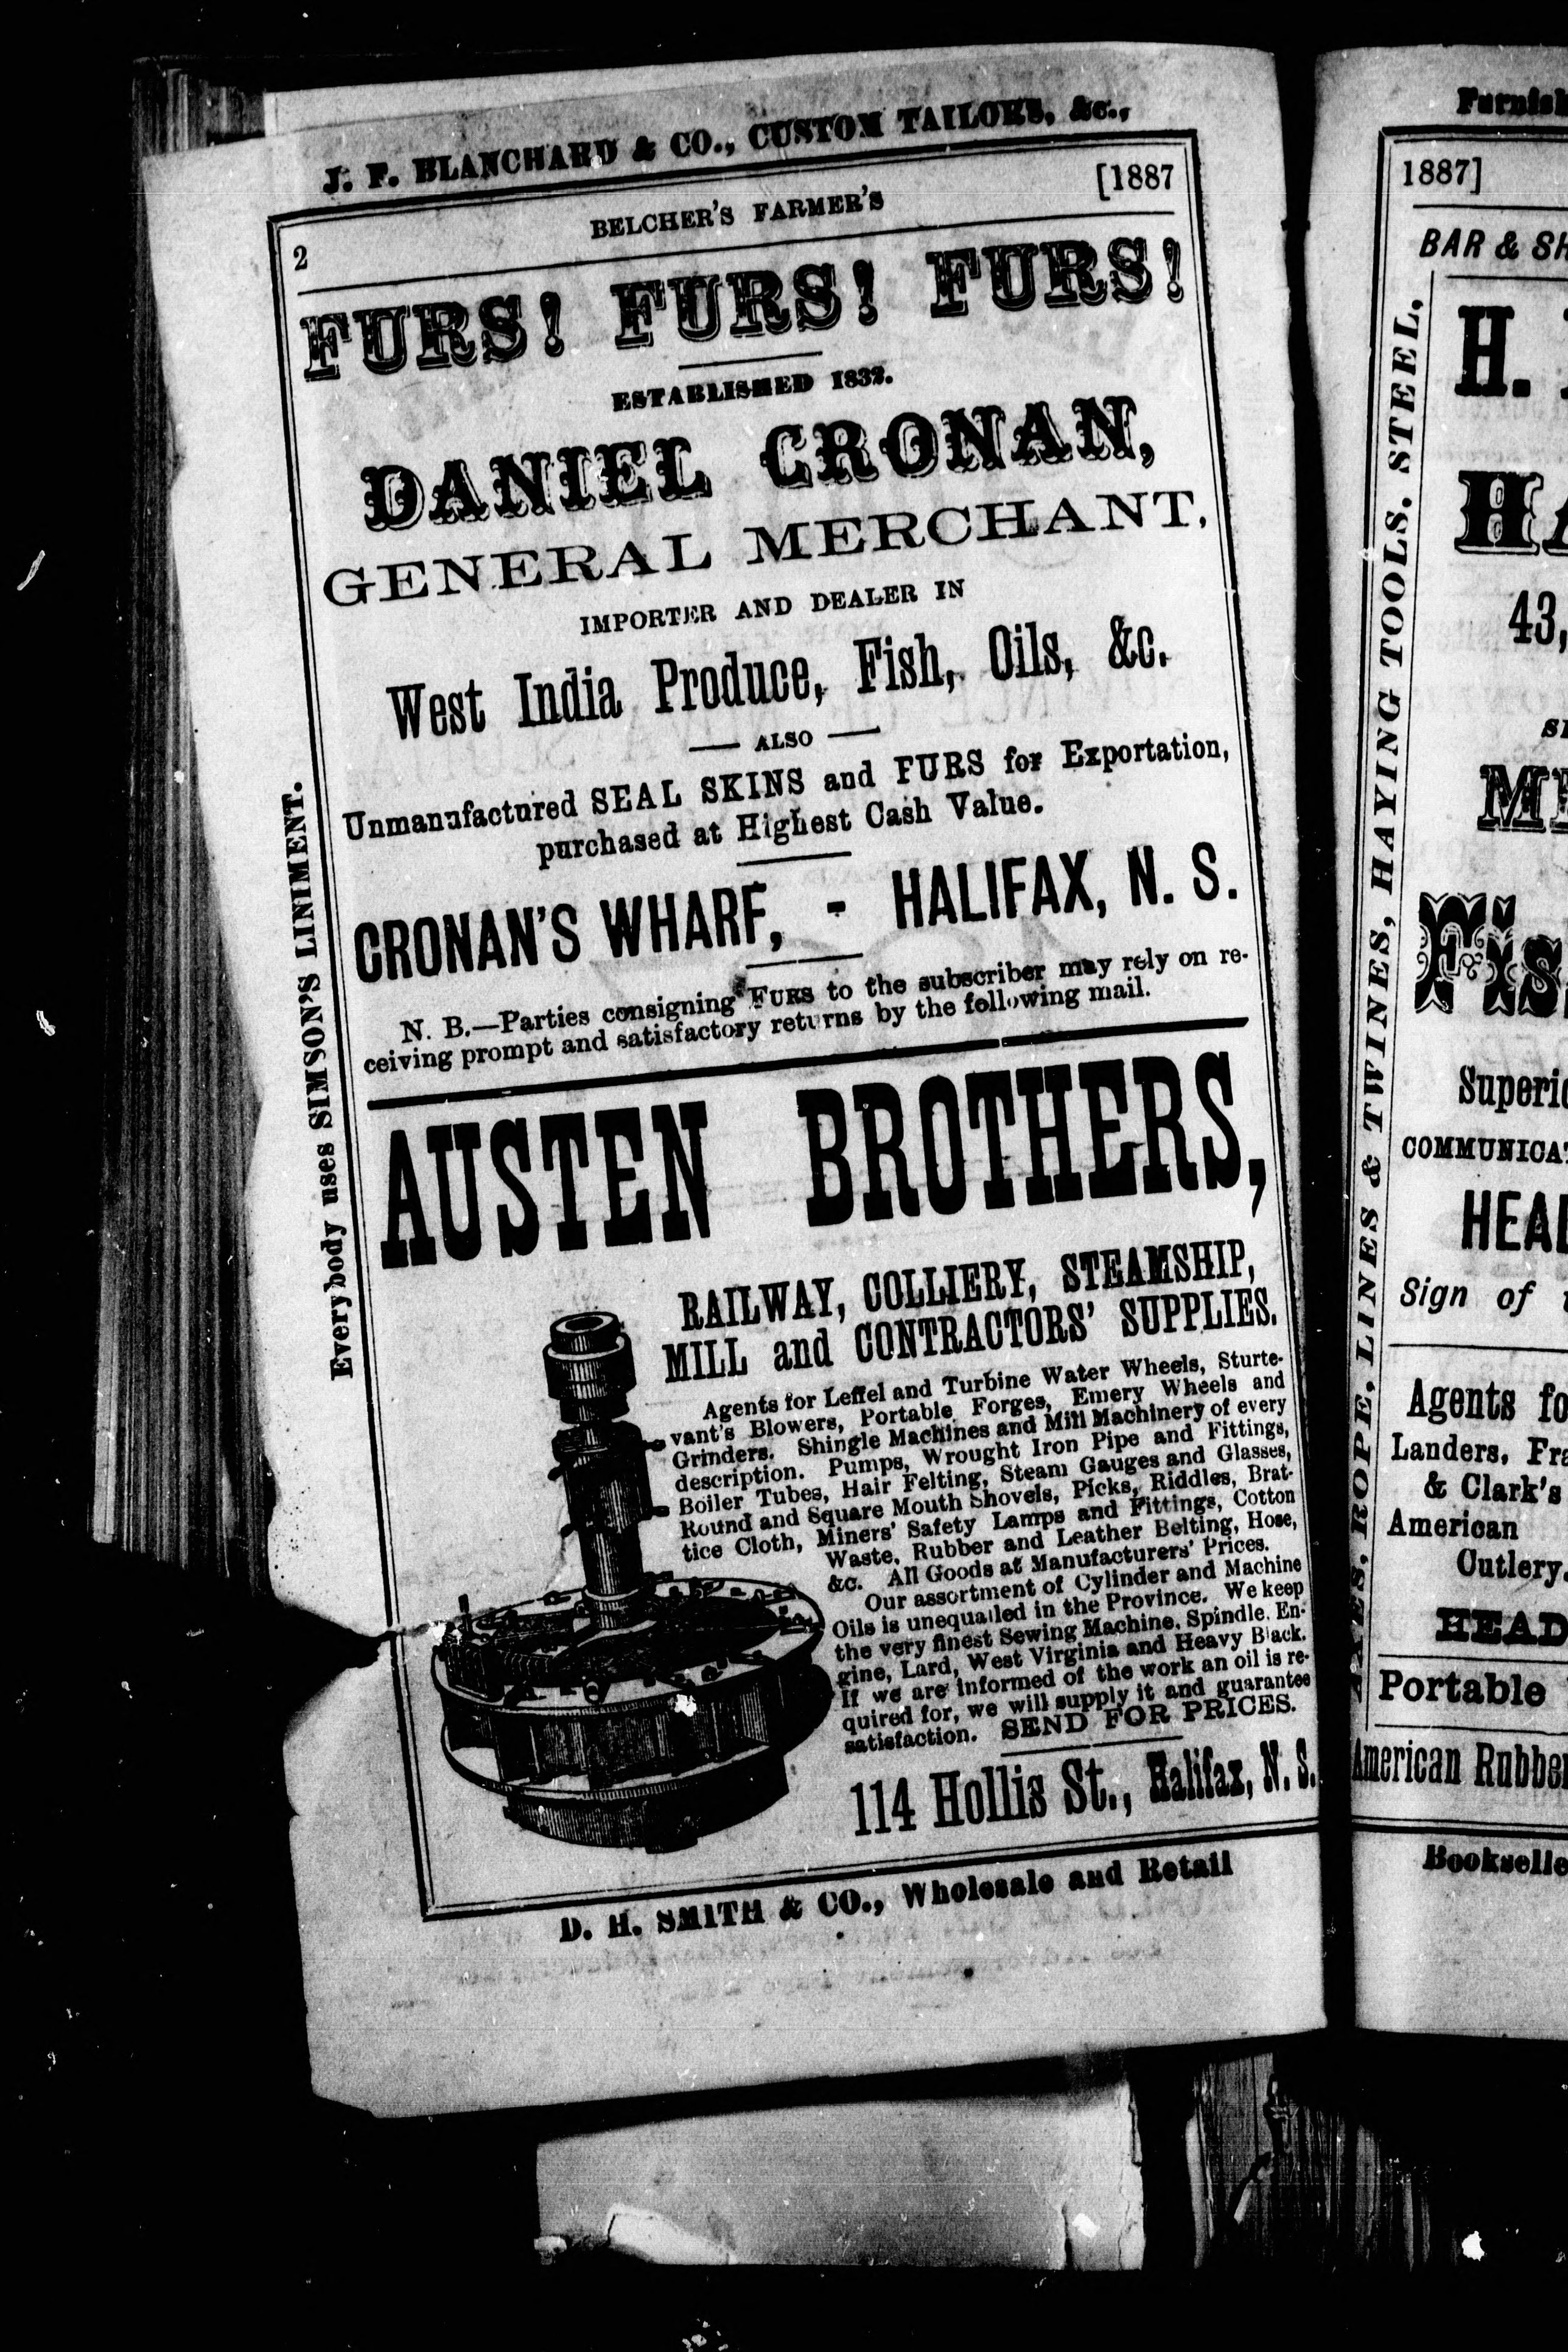 J. F. BLANCHARD & CO., CUSTOM TAILORS, &c.,
2
BELCHER'S FARMER'S
[1887
FURS! FURS! FURS!
ESTABLISHED 1832.
DANIEL CRONAN,
GENERAL MERCHANT,
IMPORTER AND DEALER IN
West India Produce, Fish, Oils, &c.
— ALSO —
Unmanufactured SEAL SKINS and FURS for Exportation,
purchased at Highest Cash Value.
CRONAN'S WHARF, - HALIFAX, N. S.
N. B.—Parties consigning FURS to the subscriber may rely on re-
ceiving prompt and satisfactory returns by the following mail.
AUSTEN BROTHERS,
RAILWAY, COLLIERY, STEAMSHIP,
MILL and CONTRACTORS' SUPPLIES.
Agents for Leffel and Turbine Water Wheels, Sturte-
vant's Blowers, Portable Forges, Emery Wheels and
Grinders. Shingle Machines and Mill Machinery of every
description. Pumps, Wrought Iron Pipe and Fittings,
Boiler Tubes, Hair Felting, Steam Gauges and Glasses,
Round and Square Mouth Shovels, Picks, Riddles, Brat-
tice Cloth, Miners' Safety Lamps and Fittings, Cotton
Waste, Rubber and Leather Belting, Hose,
&c. All Goods at Manufacturers' Prices.
Our assortment of Cylinder and Machine
Oils is unequalled in the Province. We keep
the very finest Sewing Machine, Spindle, En-
gine, Lard, West Virginia and Heavy Black.
If we are informed of the work an oil is re-
quired for, we will supply it and guarantee
satisfaction. SEND FOR PRICES.
114 Hollis St., Halifax, N. S.
D. H. SMITH & CO., Wholesale and Retail
Everybody uses SIMSON'S LINIMENT.
1887]
BAR & SH
H.
HA
43,
ME
Fis
Superi
COMMUNICA
HEA
Sign of
Agents fo
Landers, Fra
& Clark's
American
Cutlery,
HEAD
Portable
American Rubbe
Bookselle
ROPE, LINES & TWINES, HAYING TOOLS, STEEL,